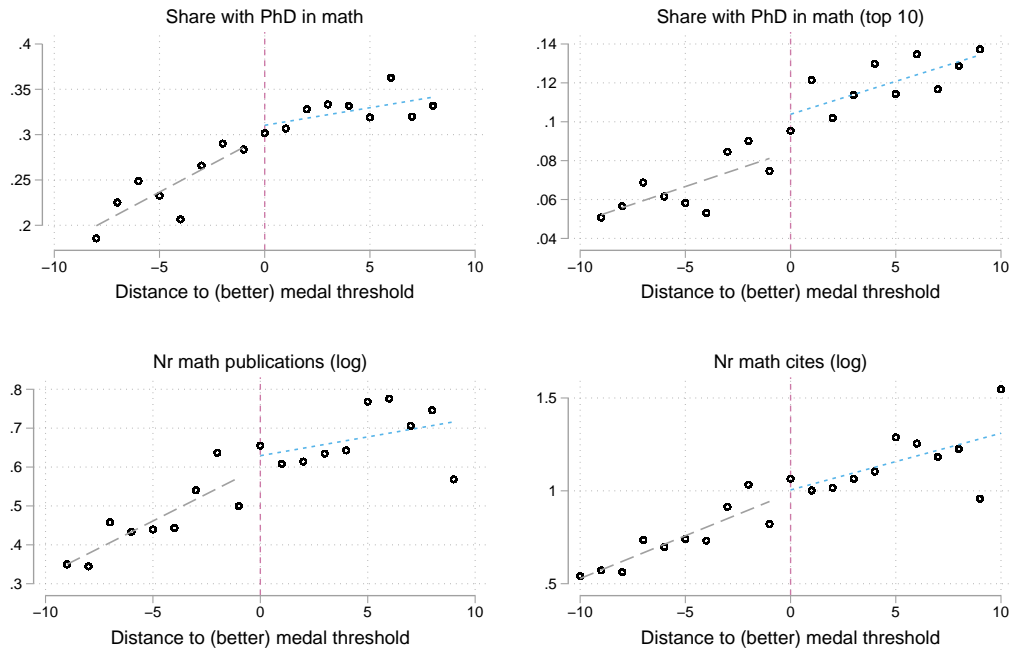 Share with PhD in math
.4
.35
.3
.25
.2
−10 −5 0 5 10
Distance to (better) medal threshold
Share with PhD in math (top 10)
.14
.12
.1
.08
.06
.04
−10 −5 0 5 10
Distance to (better) medal threshold
Nr math publications (log)
.8
.7
.6
.5
.4
.3
−10 −5 0 5 10
Distance to (better) medal threshold
Nr math cites (log)
1.5
1
.5
−10 −5 0 5 10
Distance to (better) medal threshold